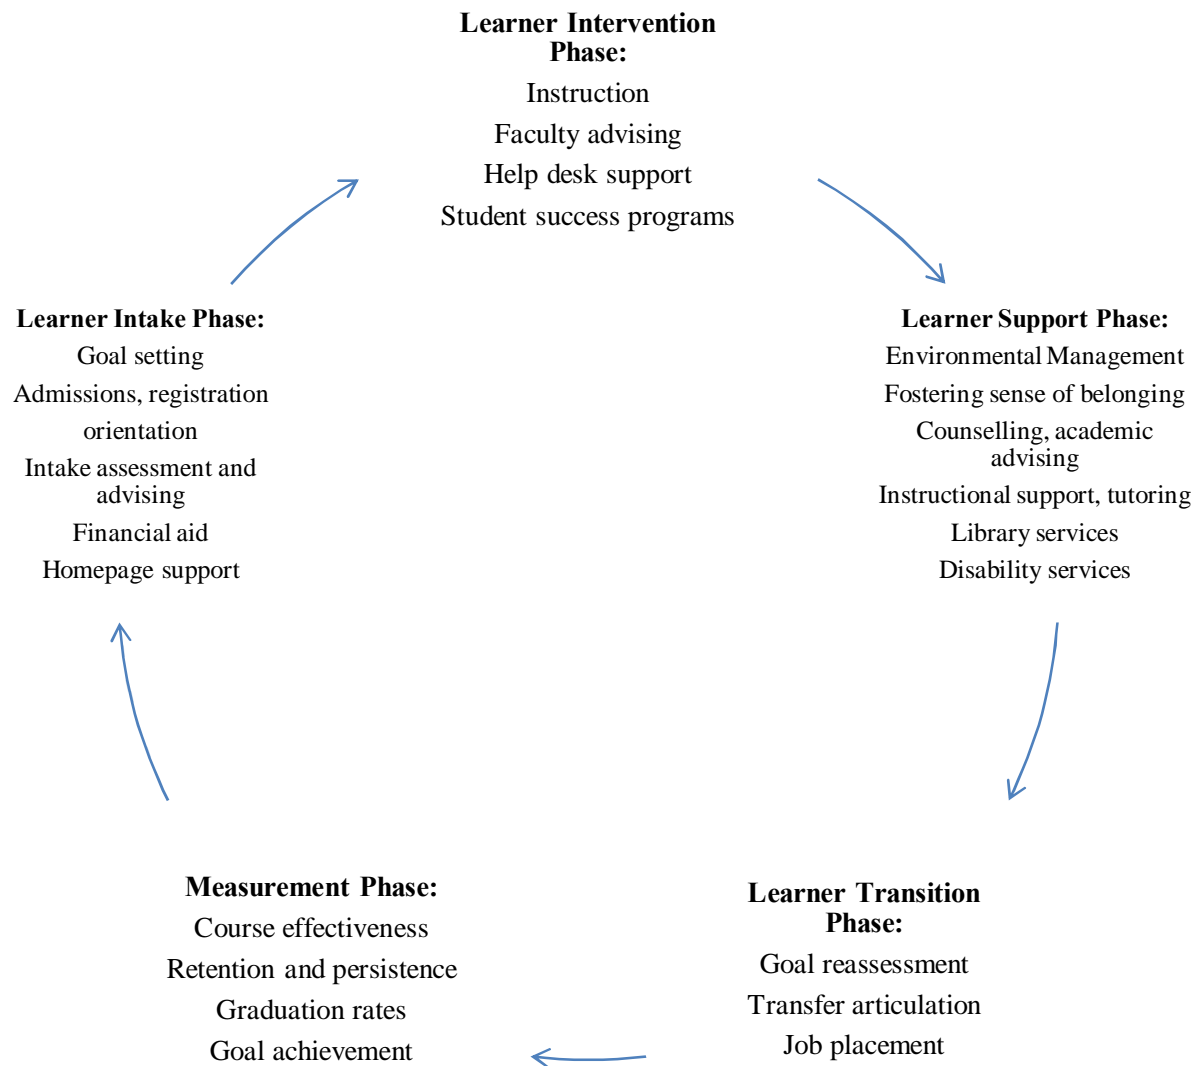 Learner Intervention
Phase:
Instruction
Faculty advising
Help desk support
Student success programs
Learner Intake Phase:
Goal setting
Admissions, registration
orientation
Intake assessment and
advising
Financial aid
Homepage support
Learner Support Phase:
Environmental Management
Fostering sense of belonging
Counselling, academic
advising
Instructional support, tutoring
Library services
Disability services
Measurement Phase:
Course effectiveness
Retention and persistence
Graduation rates
Goal achievement
Learner Transition
Phase:
Goal reassessment
Transfer articulation
Job placement